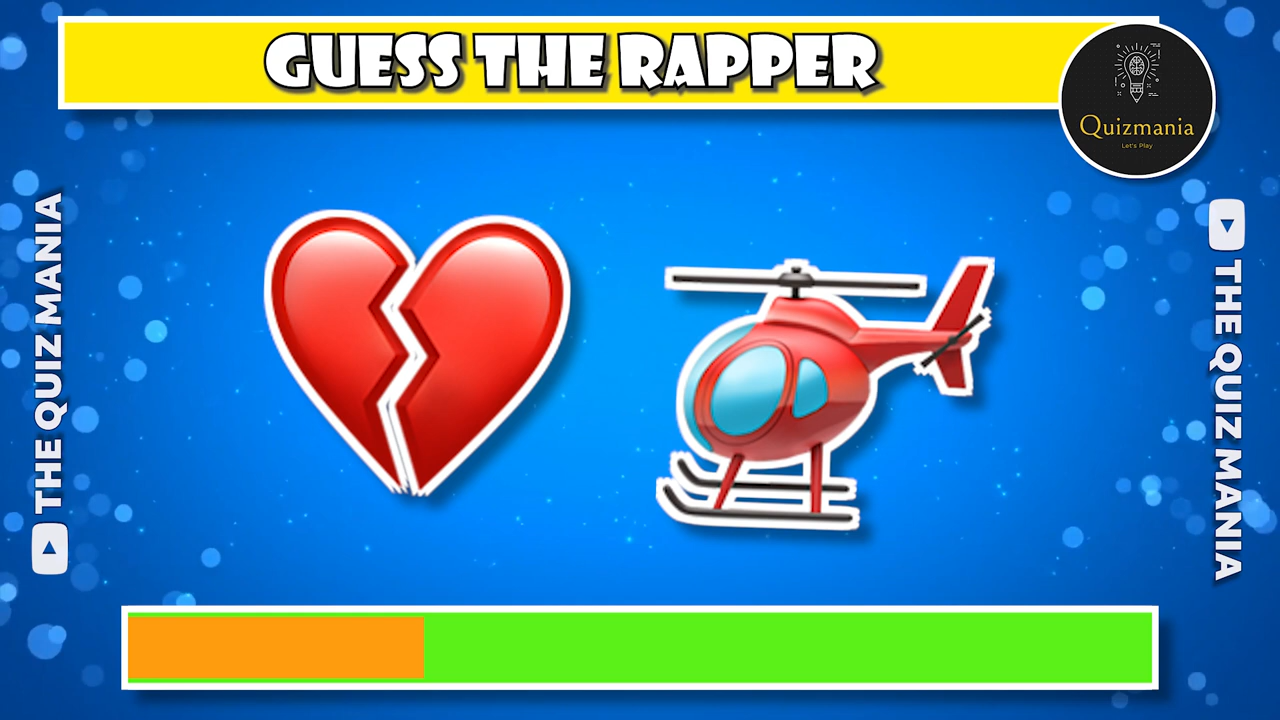 GUESS THE RAPPER
Quizmania
Let's Play
THE QUIZ MANIA
THE QUIZ MANIA